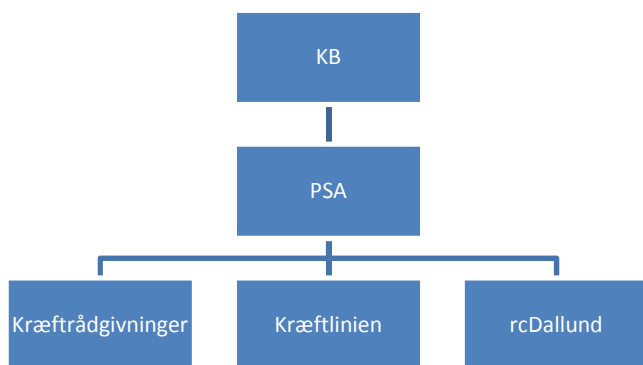 KB
PSA
Kræftrådgivninger
Kræftlinien
rcDallund